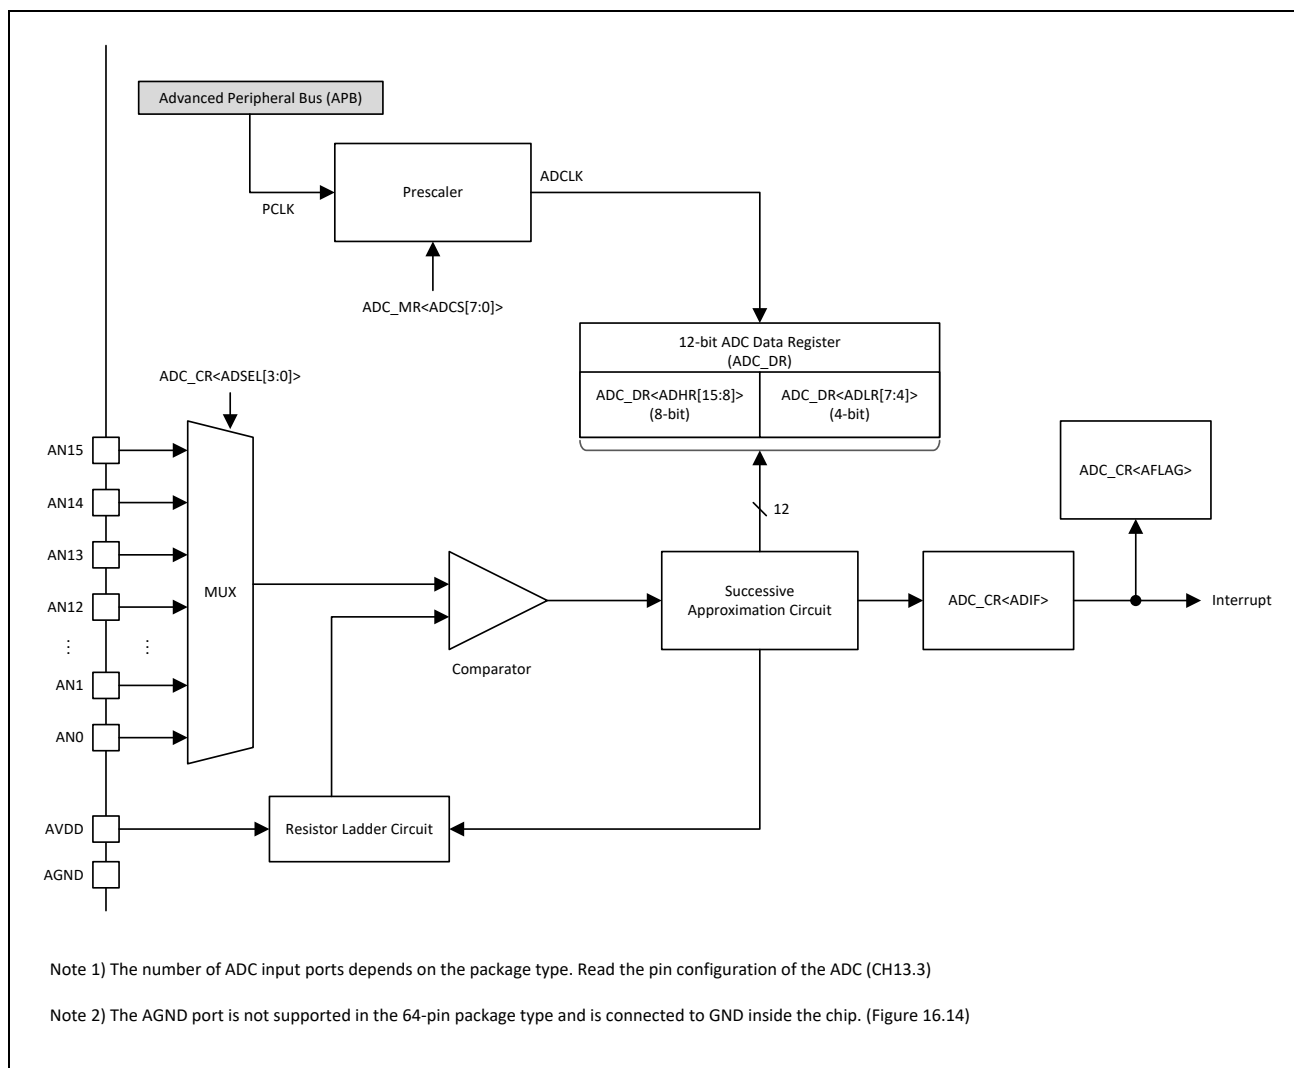 Advanced Peripheral Bus (APB)
Prescaler
ADCLK
PCLK
ADC_MR<ADCS[7:0]>
12-bit ADC Data Register
(ADC_DR)
ADC_CR<ADSEL[3:0]>
ADC_DR<ADHR[15:8]>
(8-bit)
ADC_DR<ADLR[7:4]>
(4-bit)
AN15
ADC_CR<AFLAG>
AN14
12
AN13
AN12
MUX
Successive
Approximation Circuit
ADC_CR<ADIF>
Interrupt
⋮
⋮
Comparator
AN1
AN0
AVDD
Resistor Ladder Circuit
AGND
Note 1) The number of ADC input ports depends on the package type. Read the pin configuration of the ADC (CH13.3)
Note 2) The AGND port is not supported in the 64-pin package type and is connected to GND inside the chip. (Figure 16.14)